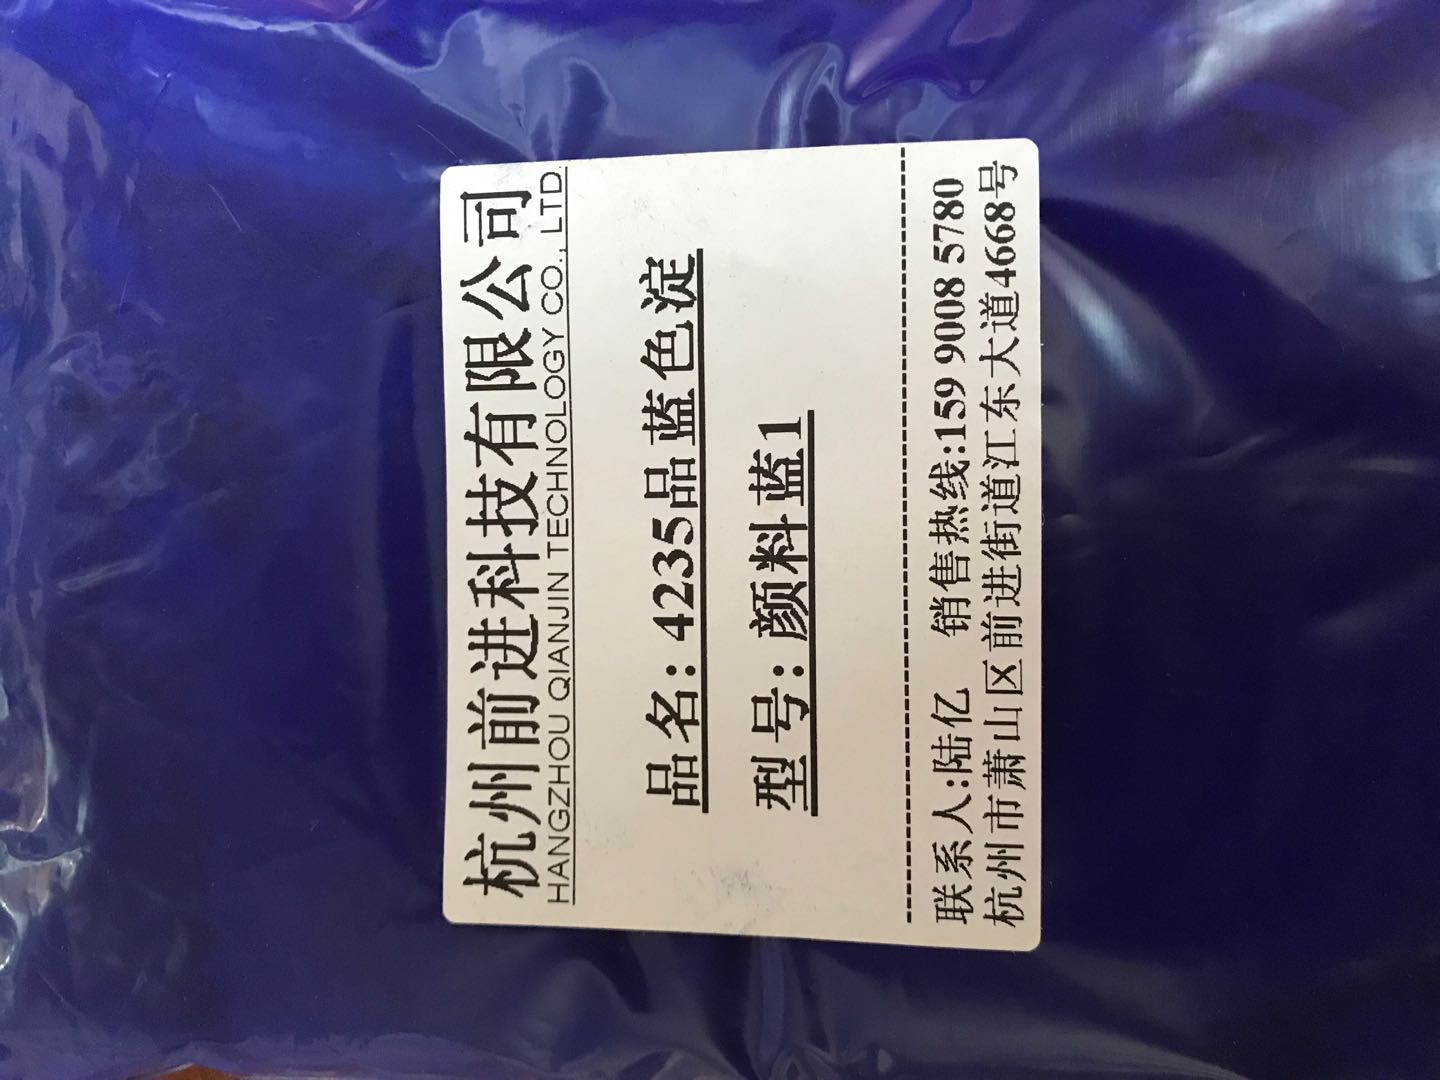 杭州前进科技有限公司
HANGZHOU QIANJIN TECHNOLOGY CO., LTD.
品名: 4235品蓝色淀
型号: 颜料蓝1
联系人:陆亿 销售热线:159 9008 5780
杭州市萧山区前进街道江东大道4668号